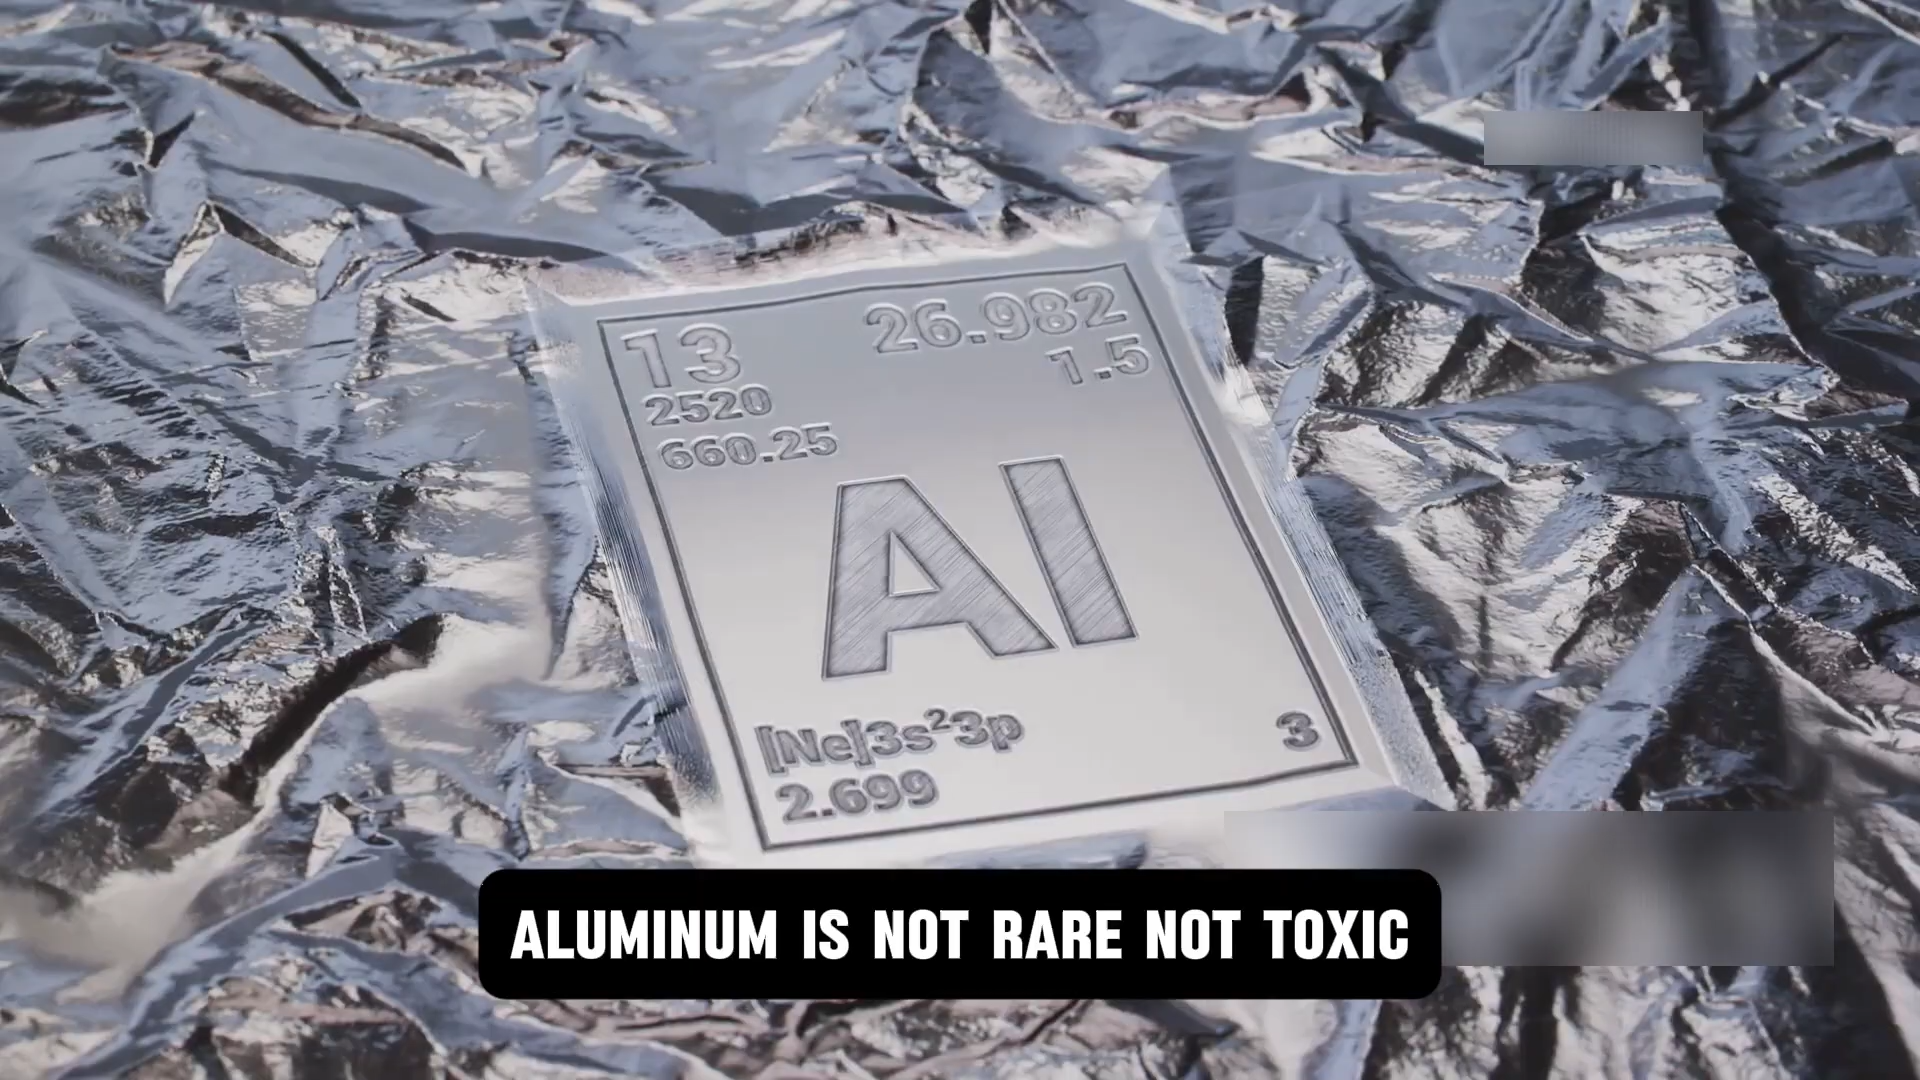 13
26.982
2520
1.5
660.25
Al
[Ne]3s²3p
3
2.699
ALUMINUM IS NOT RARE NOT TOXIC